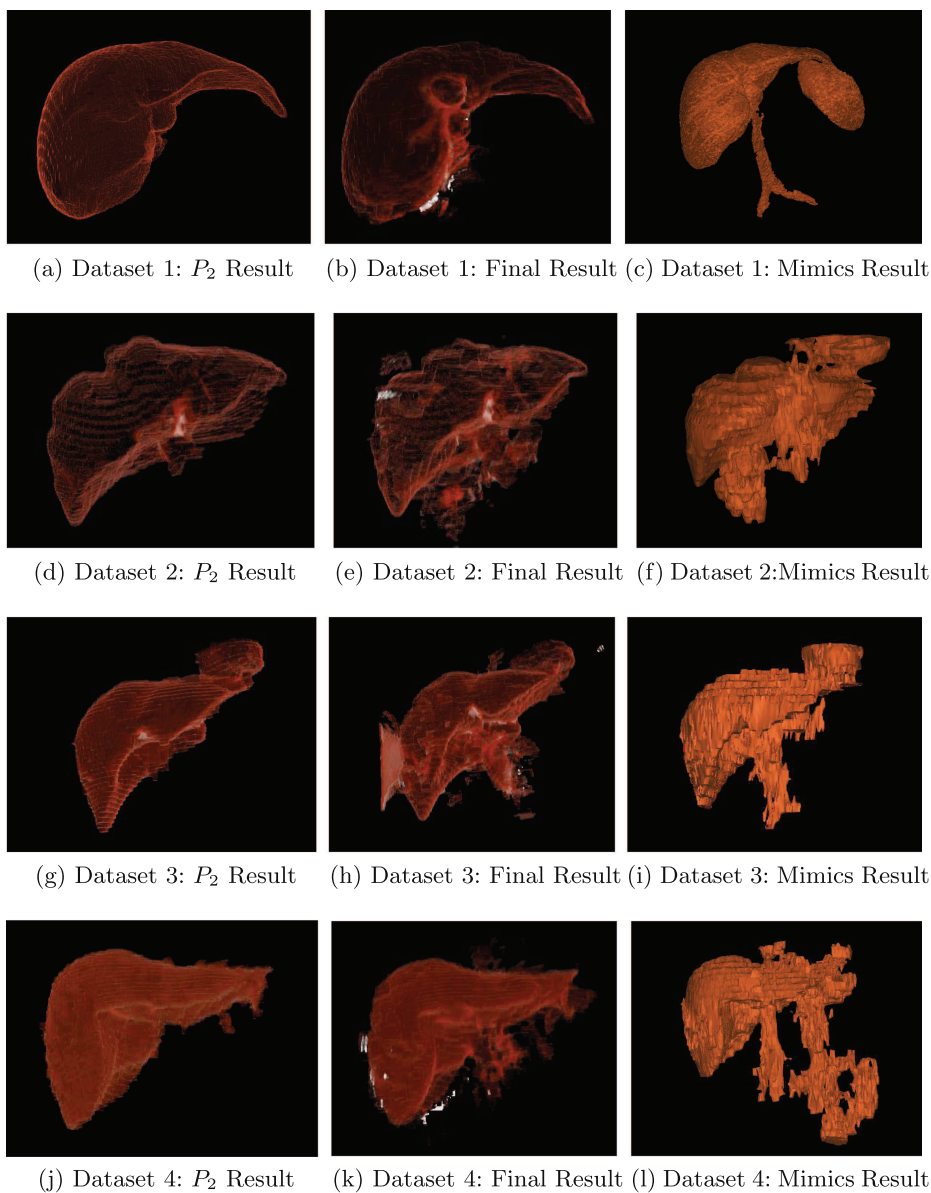 (a) Dataset 1: P₂ Result (b) Dataset 1: Final Result (c) Dataset 1: Mimics Result
(d) Dataset 2: P₂ Result (e) Dataset 2: Final Result (f) Dataset 2:Mimics Result
(g) Dataset 3: P₂ Result (h) Dataset 3: Final Result (i) Dataset 3: Mimics Result
(j) Dataset 4: P₂ Result (k) Dataset 4: Final Result (l) Dataset 4: Mimics Result